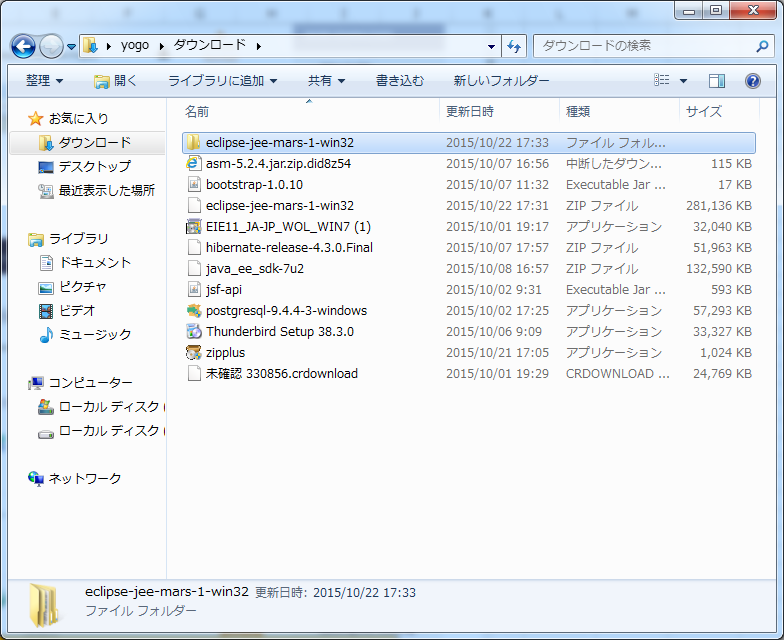 yogo ダウンロード ダウンロードの検索
整理 開く ライブラリに追加 共有 書き込む 新しいフォルダー
名前 更新日時 種類 サイズ
お気に入り
ダウンロード
デスクトップ
最近表示した場所
ライブラリ
ドキュメント
ピクチャ
ビデオ
ミュージック
コンピューター
ローカル ディスク (
ローカル ディスク (
ネットワーク
eclipse-jee-mars-1-win32 2015/10/22 17:33 ファイル フォル...
asm-5.2.4.jar.zip.did8z54 2015/10/07 16:56 中断したダウン... 115 KB
bootstrap-1.0.10 2015/10/07 11:32 Executable Jar ... 17 KB
eclipse-jee-mars-1-win32 2015/10/22 17:31 ZIP ファイル 281,136 KB
EIE11_JA-JP_WOL_WIN7 (1) 2015/10/01 19:17 アプリケーション 32,040 KB
hibernate-release-4.3.0.Final 2015/10/07 17:57 ZIP ファイル 51,963 KB
java_ee_sdk-7u2 2015/10/08 16:57 ZIP ファイル 132,590 KB
jsf-api 2015/10/02 9:31 Executable Jar ... 593 KB
postgresql-9.4.4-3-windows 2015/10/02 17:25 アプリケーション 57,293 KB
Thunderbird Setup 38.3.0 2015/10/06 9:09 アプリケーション 33,327 KB
zipplus 2015/10/21 17:05 アプリケーション 1,024 KB
未確認 330856.crdownload 2015/10/01 19:29 CRDOWNLOAD ... 24,769 KB
eclipse-jee-mars-1-win32 更新日時: 2015/10/22 17:33
ファイル フォルダー